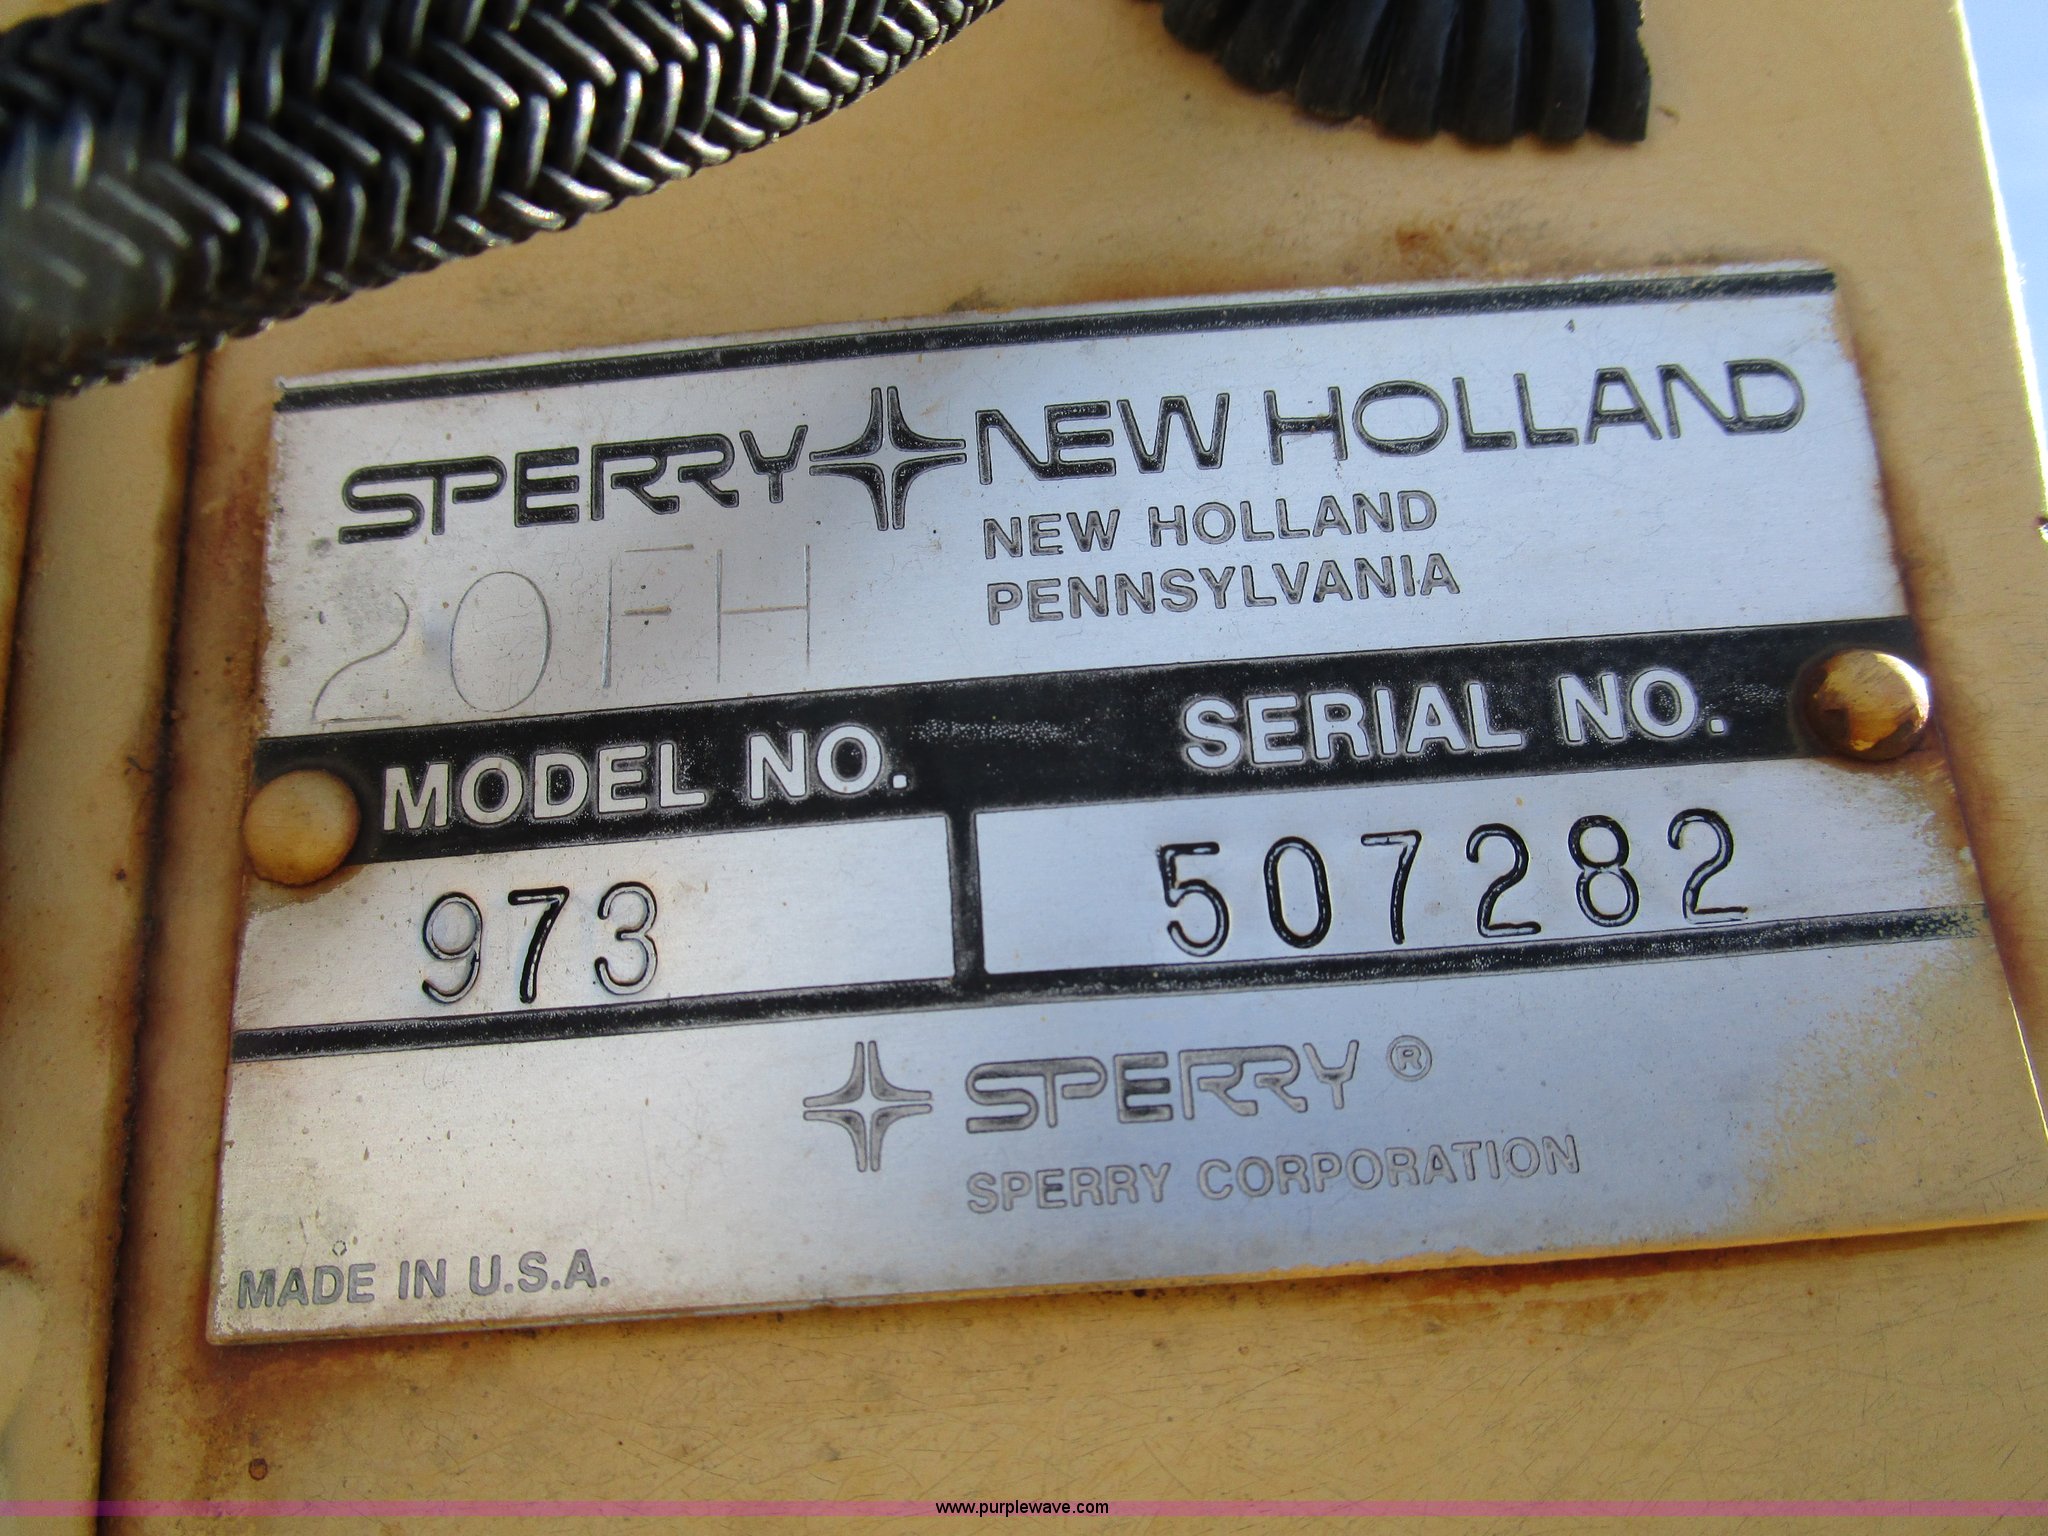 SPERRY NEW HOLLAND
NEW HOLLAND
PENNSYLVANIA
20FH
MODEL NO. SERIAL NO.
973 507282
SPERRY ®
SPERRY CORPORATION
MADE IN U.S.A.
www.purplewave.com